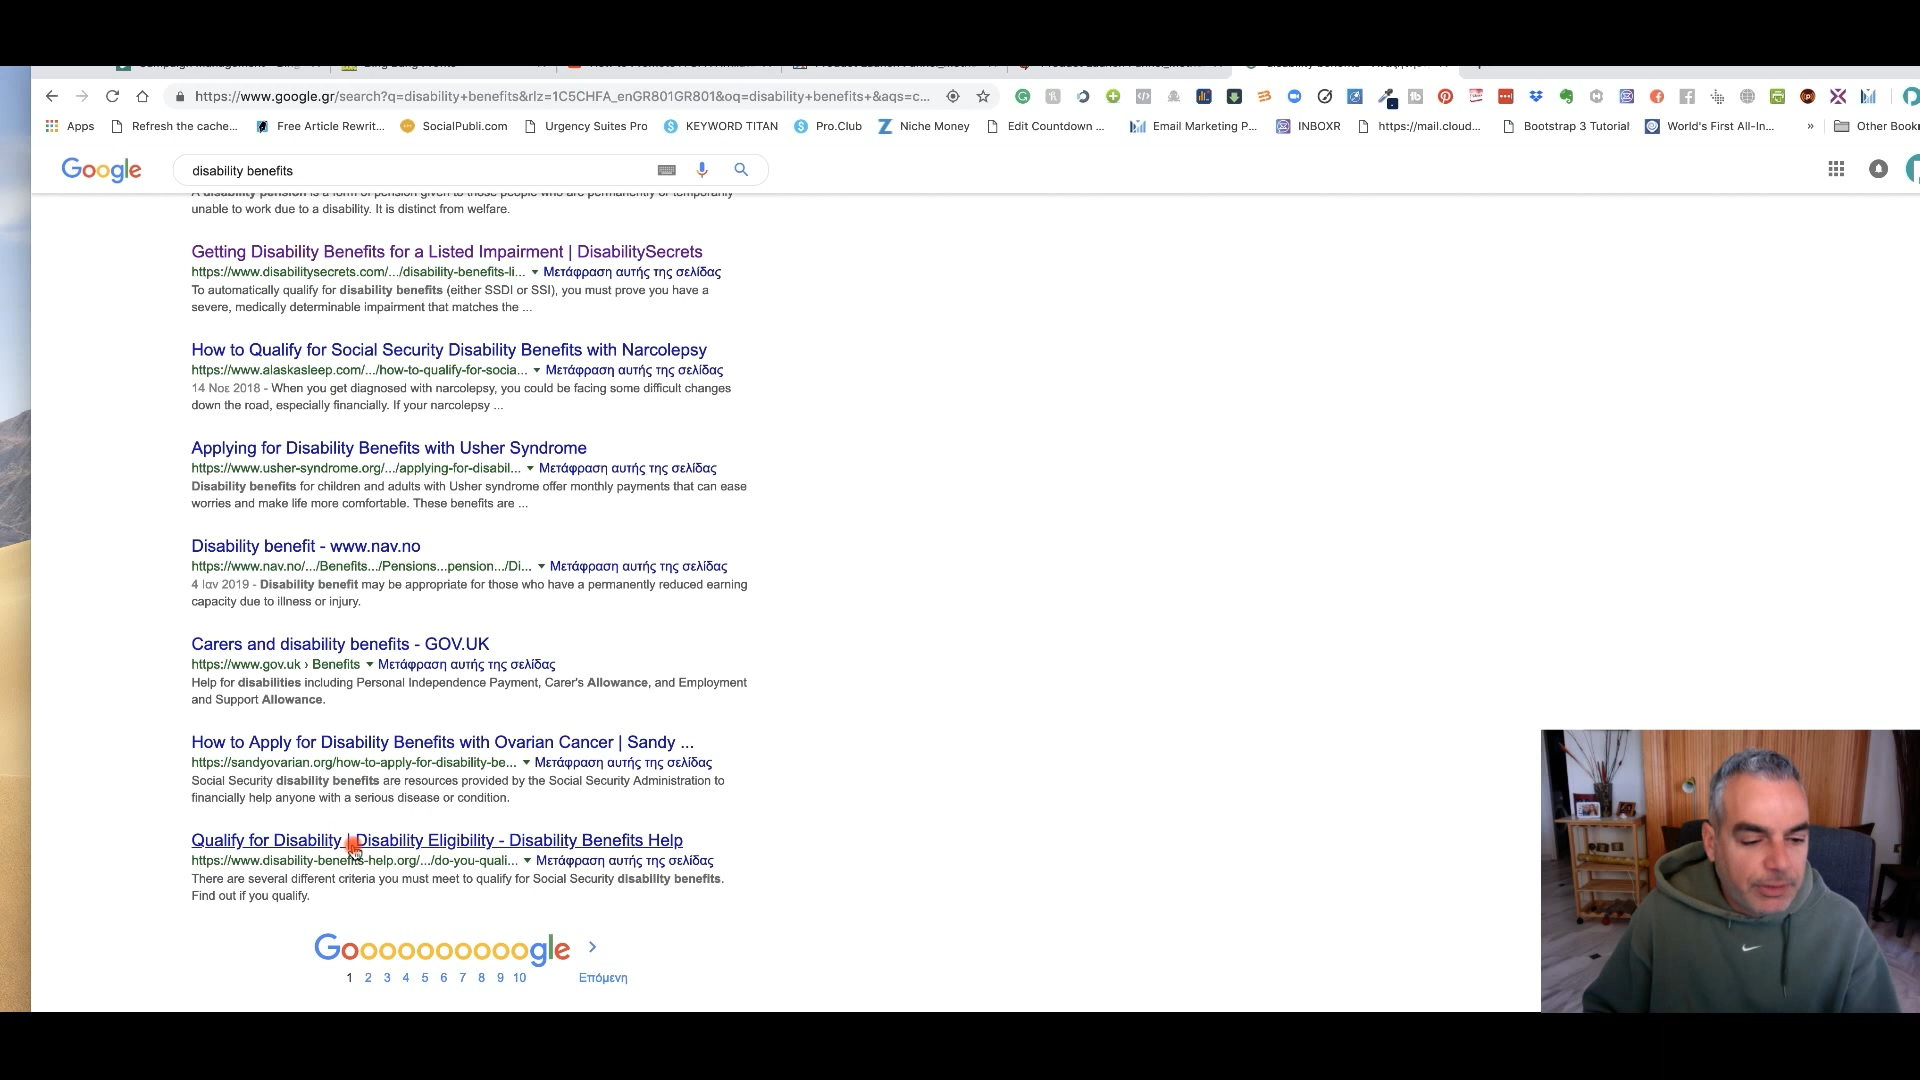 https://www.google.gr/search?q=disability+benefits&rlz=1C5CHFA_enGR801GR801&oq=disability+benefits+&aqs=c...
Apps Refresh the cache... Free Article Rewrit... SocialPubli.com Urgency Suites Pro KEYWORD TITAN Pro.Club Niche Money Edit Countdown ... Email Marketing P... INBOXR https://mail.cloud... Bootstrap 3 Tutorial World's First All-In... » Other Bookr
Google disability benefits
A disability pension is a form of pension given to those people who are permanently or temporarily
unable to work due to a disability. It is distinct from welfare.
Getting Disability Benefits for a Listed Impairment | DisabilitySecrets
https://www.disabilitysecrets.com/.../disability-benefits-li... Μετάφραση αυτής της σελίδας
To automatically qualify for disability benefits (either SSDI or SSI), you must prove you have a
severe, medically determinable impairment that matches the ...
How to Qualify for Social Security Disability Benefits with Narcolepsy
https://www.alaskasleep.com/.../how-to-qualify-for-socia... Μετάφραση αυτής της σελίδας
14 Νοε 2018 - When you get diagnosed with narcolepsy, you could be facing some difficult changes
down the road, especially financially. If your narcolepsy ...
Applying for Disability Benefits with Usher Syndrome
https://www.usher-syndrome.org/.../applying-for-disabil... Μετάφραση αυτής της σελίδας
Disability benefits for children and adults with Usher syndrome offer monthly payments that can ease
worries and make life more comfortable. These benefits are ...
Disability benefit - www.nav.no
https://www.nav.no/.../Benefits.../Pensions...pension.../Di... Μετάφραση αυτής της σελίδας
4 Ιαν 2019 - Disability benefit may be appropriate for those who have a permanently reduced earning
capacity due to illness or injury.
Carers and disability benefits - GOV.UK
https://www.gov.uk › Benefits Μετάφραση αυτής της σελίδας
Help for disabilities including Personal Independence Payment, Carer's Allowance, and Employment
and Support Allowance.
How to Apply for Disability Benefits with Ovarian Cancer | Sandy ...
https://sandyovarian.org/how-to-apply-for-disability-be... Μετάφραση αυτής της σελίδας
Social Security disability benefits are resources provided by the Social Security Administration to
financially help anyone with a serious disease or condition.
Qualify for Disability | Disability Eligibility - Disability Benefits Help
https://www.disability-benefits-help.org/.../do-you-quali... Μετάφραση αυτής της σελίδας
There are several different criteria you must meet to qualify for Social Security disability benefits.
Find out if you qualify.
Goooooooooogle >
1 2 3 4 5 6 7 8 9 10 Επόμενη